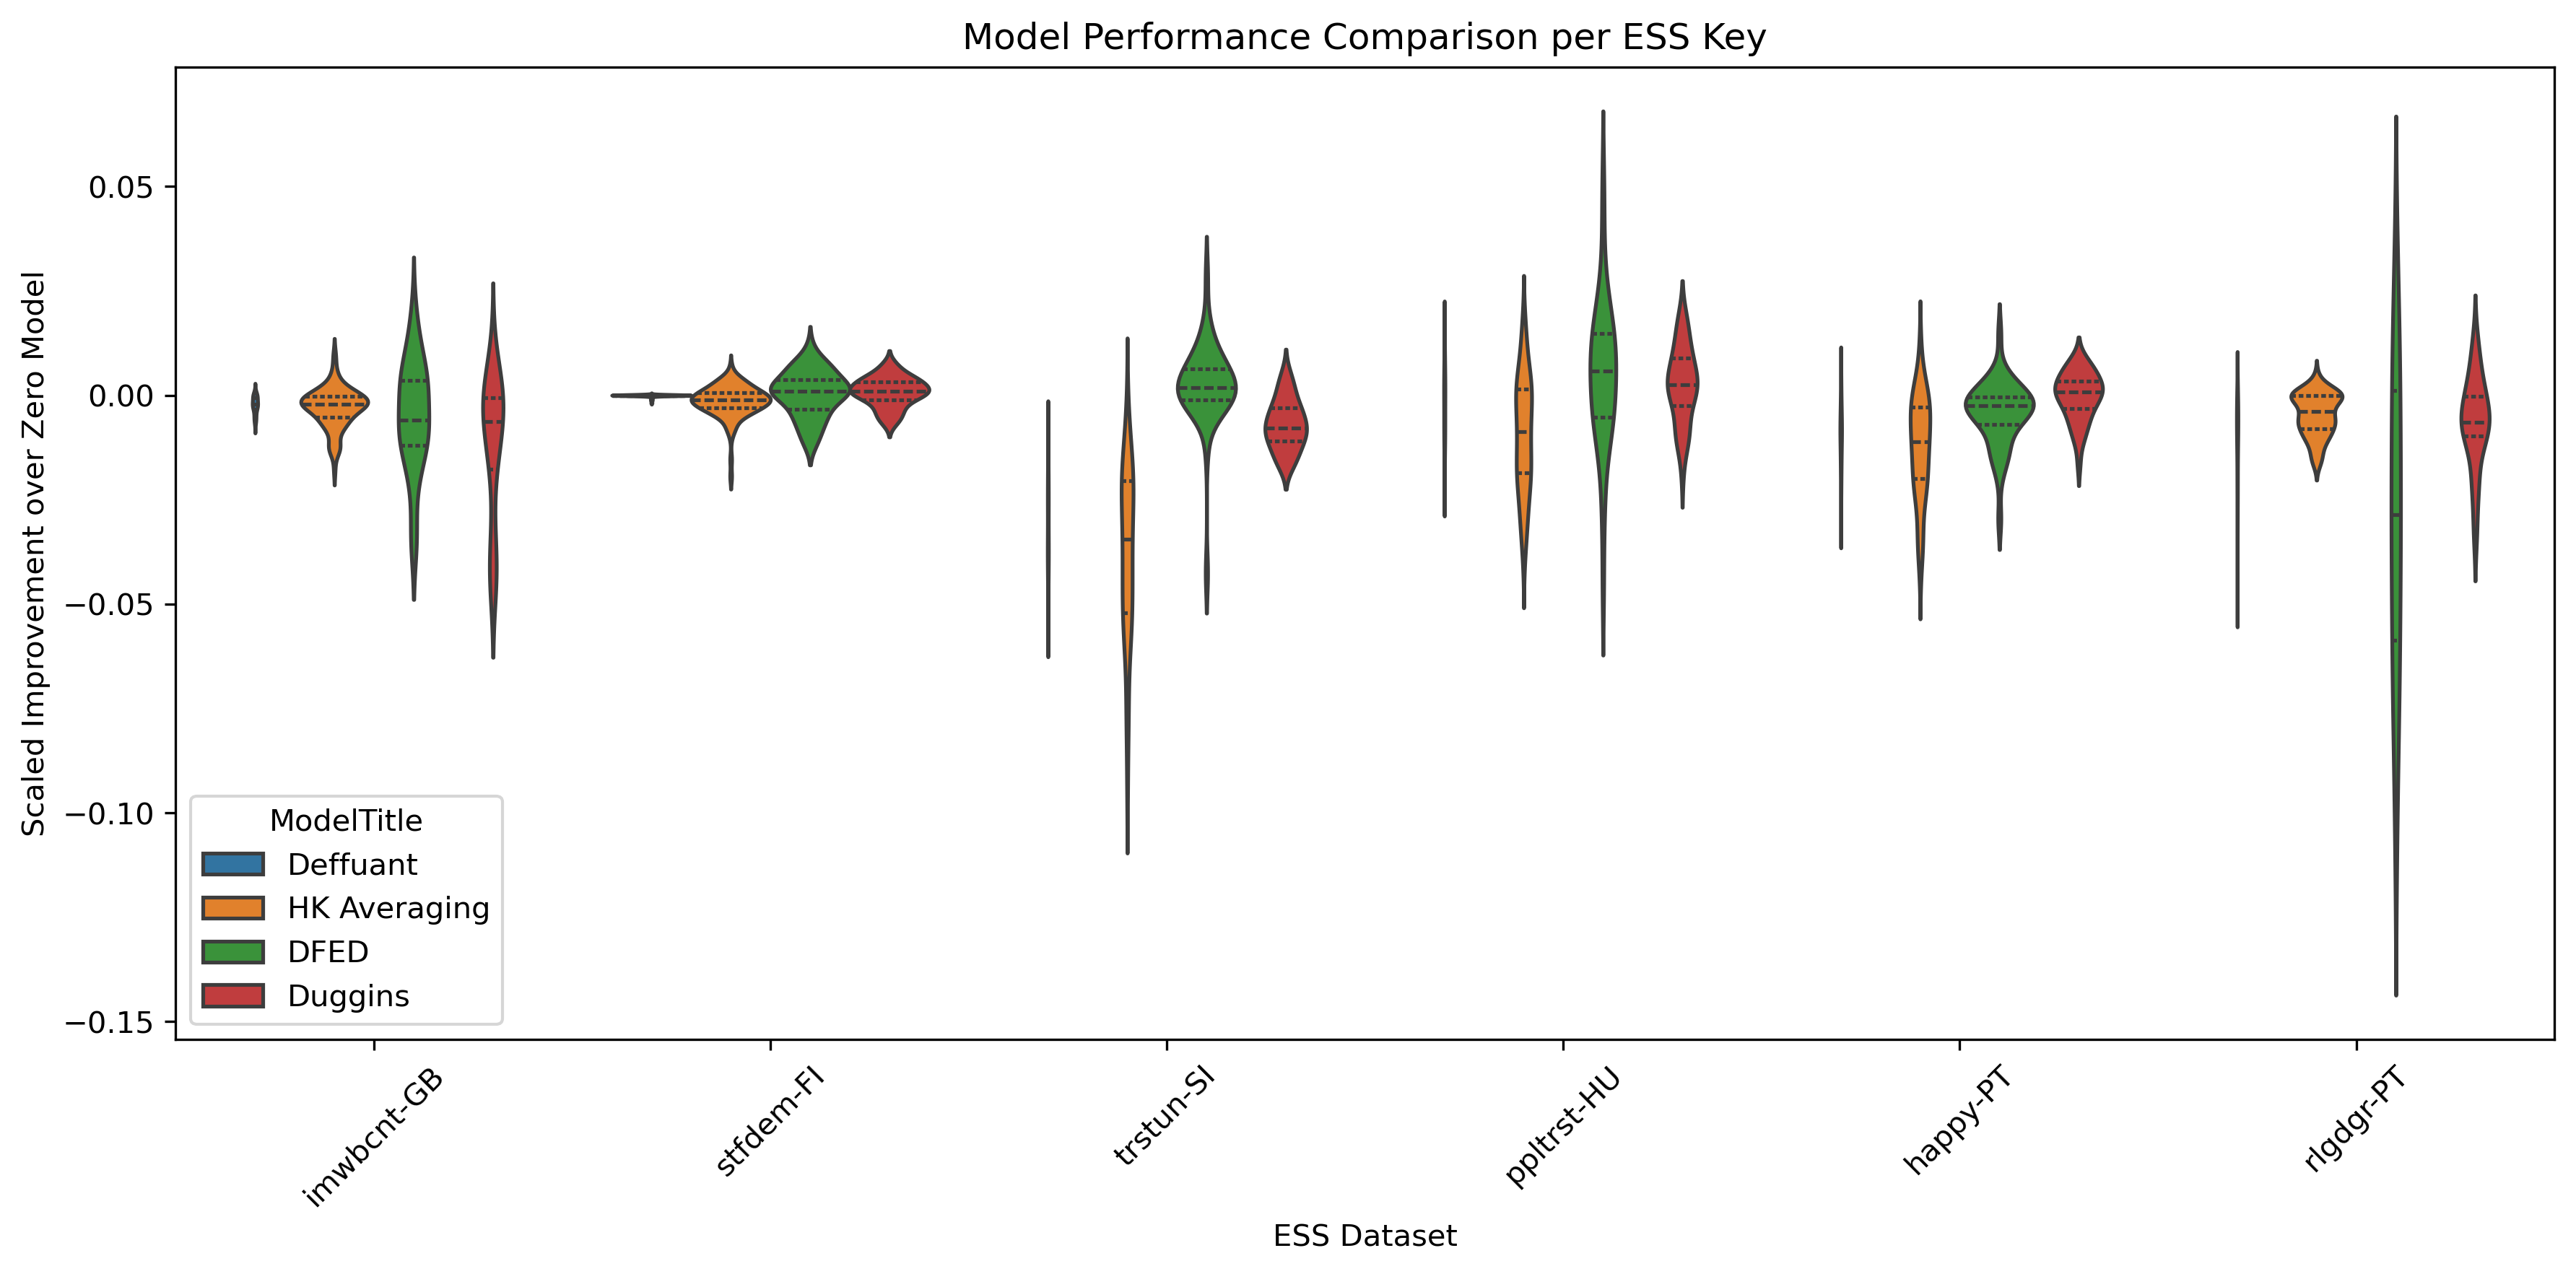 Model Performance Comparison per ESS Key
Scaled Improvement over Zero Model
0.05
0.00
−0.05
−0.10
−0.15
ModelTitle
Deffuant
HK Averaging
DFED
Duggins
imwbcnt-GB
stfdem-FI
trstun-SI
ppltrst-HU
happy-PT
rlgdgr-PT
ESS Dataset